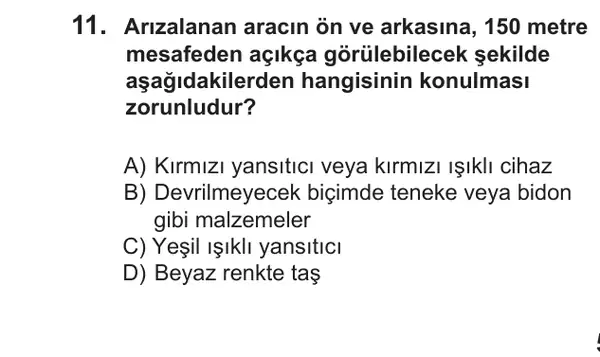 11. Arızalanan aracın ön ve arkasına, 150 metre
mesafeden açıkça görülebilecek şekilde
aşağıdakilerden hangisinin konulması
zorunludur?
A) Kırmızı yansıtıcı veya kırmızı ışıklı cihaz
B) Devrilmeyecek biçimde teneke veya bidon
gibi malzemeler
C) Yeşil ışıklı yansıtıcı
D) Beyaz renkte taş